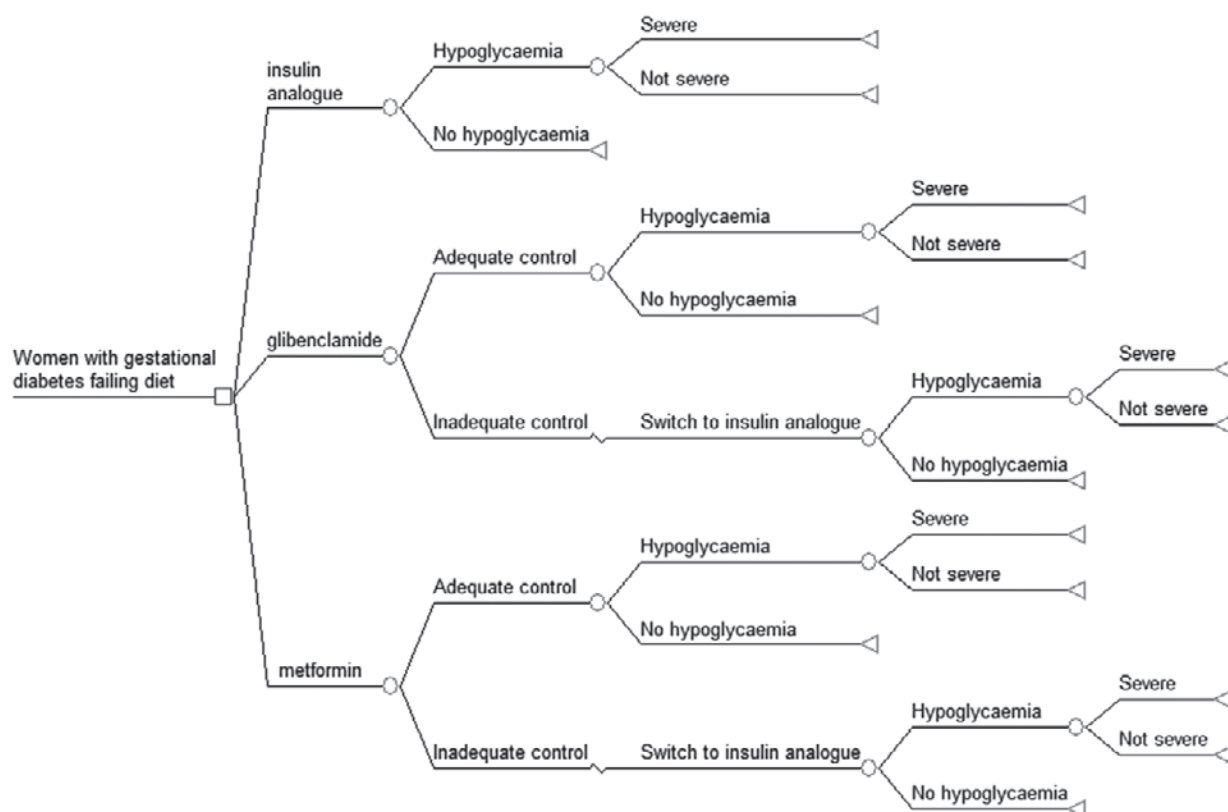 Severe
Hypoglycaemia
Not severe
insulin
analogue
No hypoglycaemia
Severe
Hypoglycaemia
Not severe
Adequate control
No hypoglycaemia
glibenclamide
Severe
Women with gestational
diabetes failing diet
Hypoglycaemia
Not severe
Inadequate control
Switch to insulin analogue
No hypoglycaemia
Severe
Hypoglycaemia
Not severe
Adequate control
No hypoglycaemia
metformin
Severe
Hypoglycaemia
Not severe
Inadequate control
Switch to insulin analogue
No hypoglycaemia